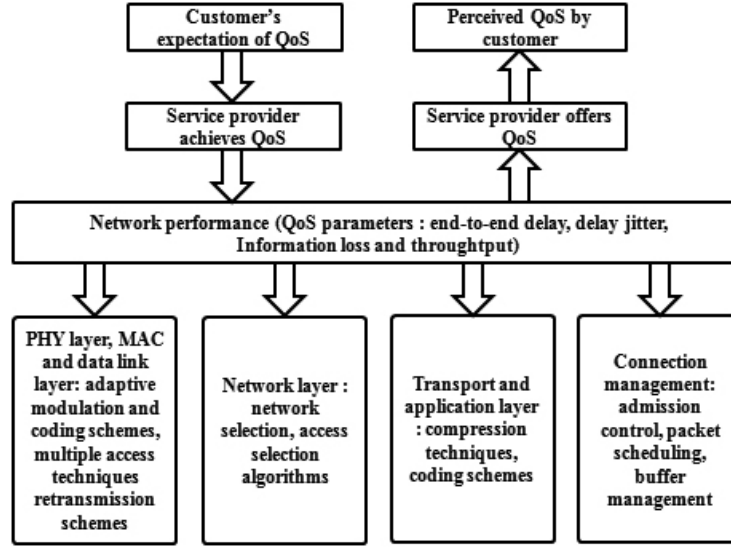 Customer's
expectation of QoS
Perceived QoS by
customer
Service provider
achieves QoS
Service provider offers
QoS
Network performance (QoS parameters : end-to-end delay, delay jitter,
Information loss and throughtput)
PHY layer, MAC
and data link
layer: adaptive
modulation and
coding schemes,
multiple access
techniques
retransmission
schemes
Network layer :
network
selection, access
selection
algorithms
Transport and
application layer
: compression
techniques,
coding schemes
Connection
management:
admission
control, packet
scheduling,
buffer
management